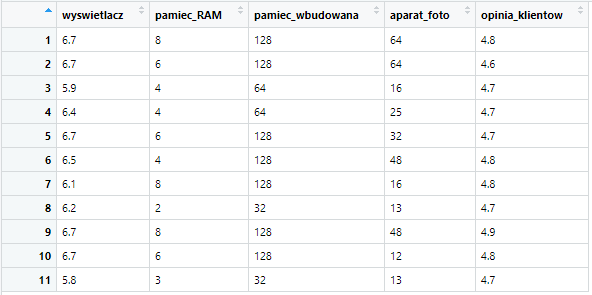 wyswietlacz pamiec_RAM pamiec_wbudowana aparat_foto opinia_klientow
1 6.7 8 128 64 4.8
2 6.7 6 128 64 4.6
3 5.9 4 64 16 4.7
4 6.4 4 64 25 4.7
5 6.7 6 128 32 4.7
6 6.5 4 128 48 4.8
7 6.1 8 128 16 4.8
8 6.2 2 32 13 4.7
9 6.7 8 128 48 4.9
10 6.7 6 128 12 4.8
11 5.8 3 32 13 4.7